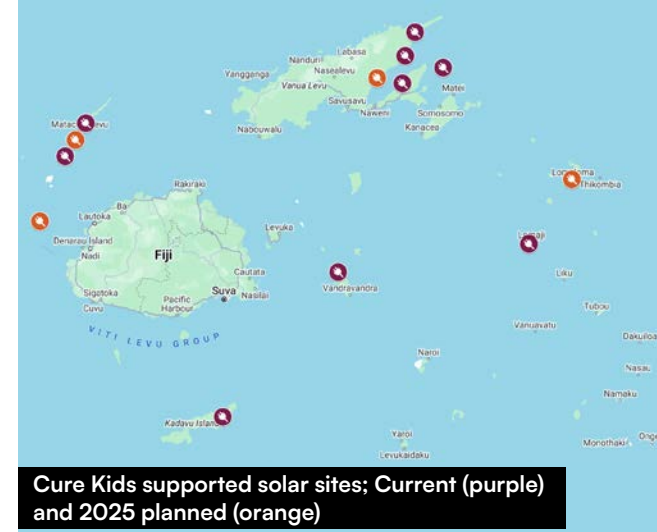 Labasa
Nanduri
Nasealevu
Yangganga
Vanua Levu
Matei
Savusavu
Naweni
Somosomo
Nabouwalu
Kanacea
Rakiraki
Thikombia
Ba
Lautoka
Levuka
Denarau Island
Nadi
Fiji
Cautata
Liku
Sigatoka
Pacific
Harbour
Suva
Nasilai
Vandravandra
Cuvu
Tubou
Vanuavatu
VITI LEVU GROUP
Dakuiloa
Naroi
Nasau
Namaku
Kadavu Island
Yaroi
Levukaidaku
Monothaki
Cure Kids supported solar sites; Current (purple)
and 2025 planned (orange)